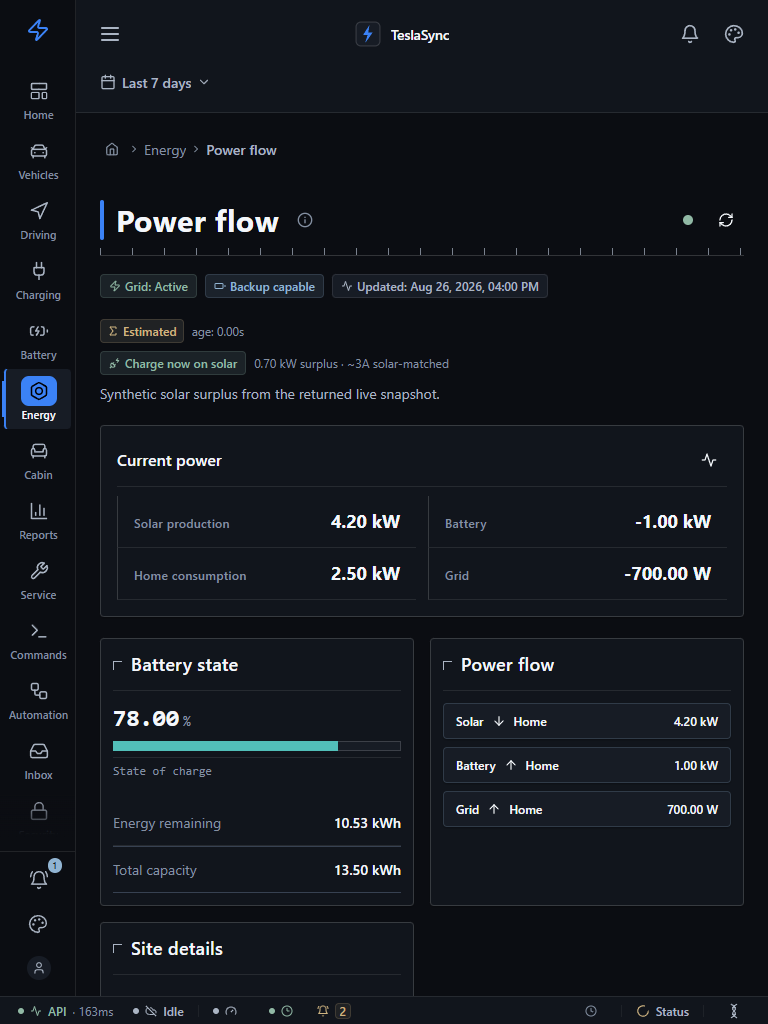 TeslaSync
Last 7 days
Home
Vehicles
Driving
Charging
Battery
Energy
Cabin
Reports
Service
Commands
Automation
Inbox
1
Energy
Power flow
Power flow
Grid: Active
Backup capable
Updated: Aug 26, 2026, 04:00 PM
Estimated
age: 0.00s
Charge now on solar
0.70 kW surplus · ~3A solar-matched
Synthetic solar surplus from the returned live snapshot.
Current power
Solar production 4.20 kW
Battery -1.00 kW
Home consumption 2.50 kW
Grid -700.00 W
Battery state
78.00 %
State of charge
Energy remaining 10.53 kWh
Total capacity 13.50 kWh
Power flow
Solar ↓ Home 4.20 kW
Battery ↑ Home 1.00 kW
Grid ↑ Home 700.00 W
Site details
API · 163ms
Idle
2
Status